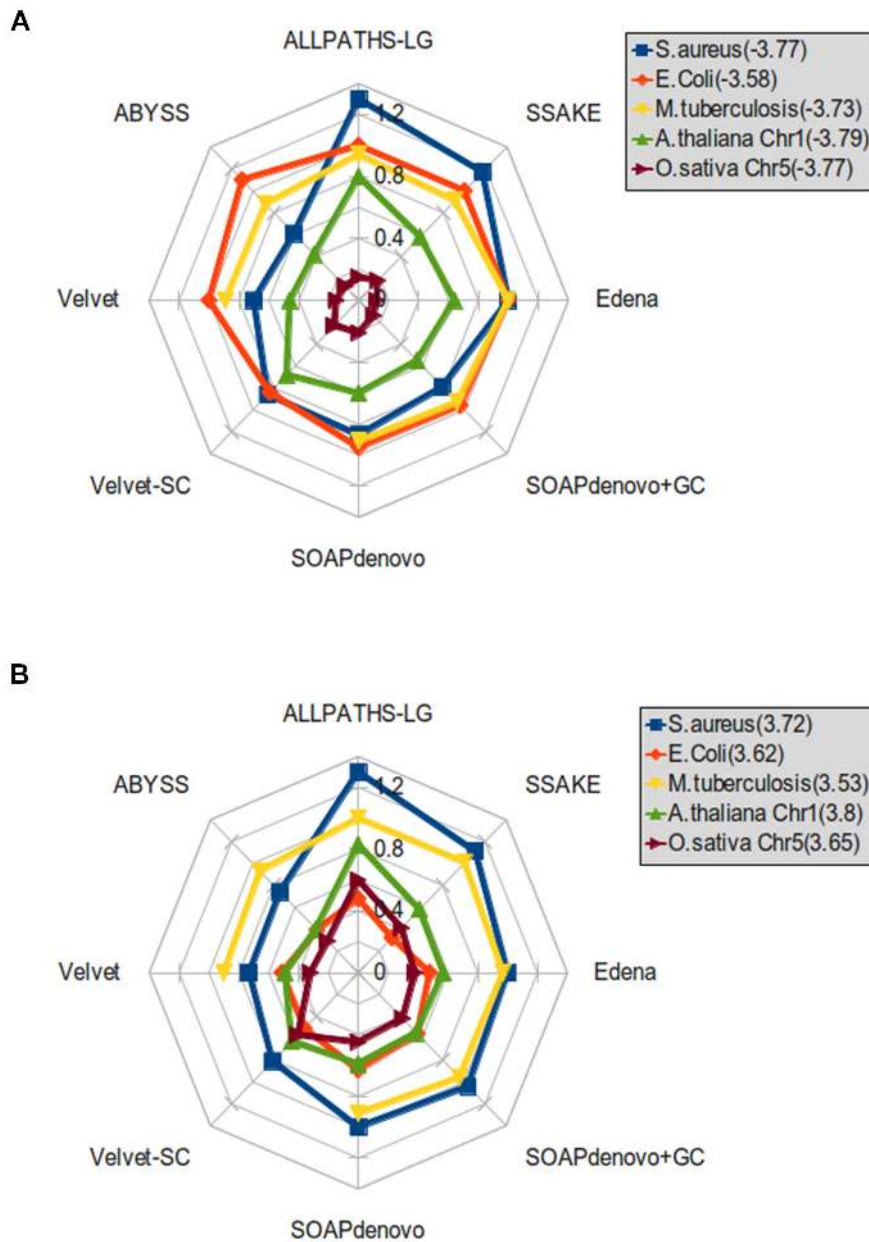 A
ALLPATHS-LG
ABYSS
SSAKE
1.2
0.8
0.4
0
Velvet
Edena
Velvet-SC
SOAPdenovo+GC
SOAPdenovo
S.aureus(-3.77)
E.Coli(-3.58)
M.tuberculosis(-3.73)
A.thaliana Chr1(-3.79)
O.sativa Chr5(-3.77)
B
ALLPATHS-LG
ABYSS
SSAKE
1.2
0.8
0.4
0
Velvet
Edena
Velvet-SC
SOAPdenovo+GC
SOAPdenovo
S.aureus(3.72)
E.Coli(3.62)
M.tuberculosis(3.53)
A.thaliana Chr1(3.8)
O.sativa Chr5(3.65)